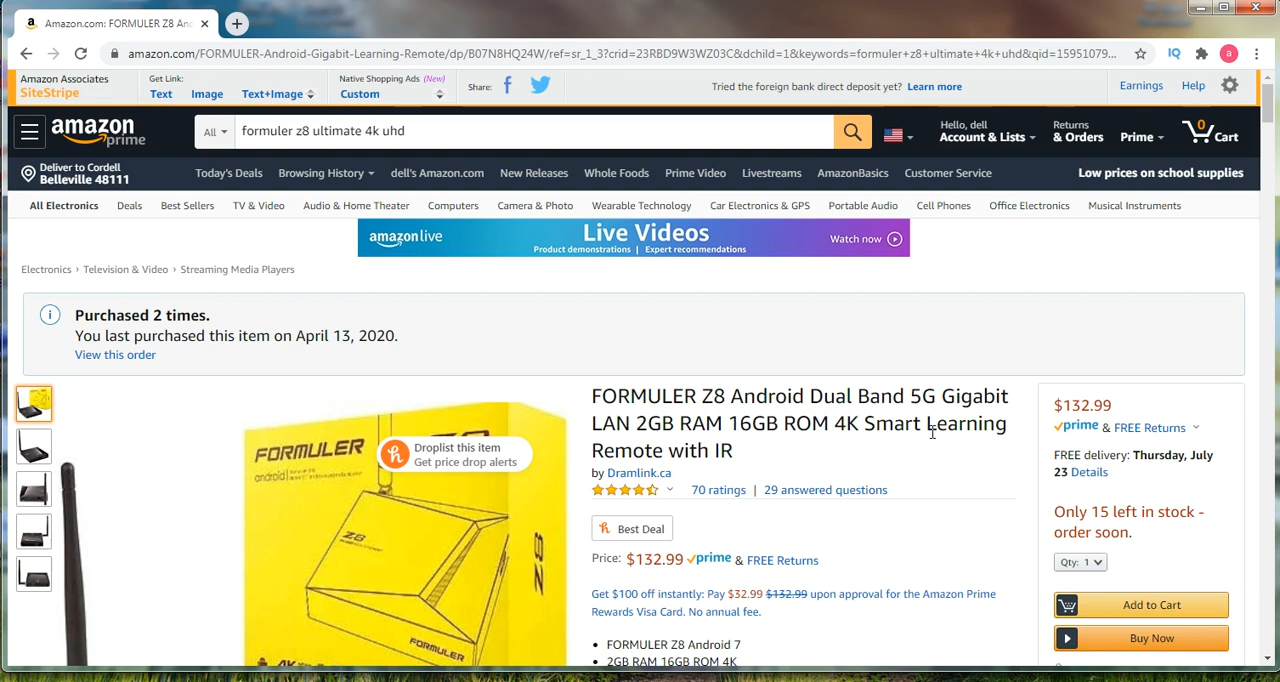 Amazon.com: FORMULER Z8 Anc
amazon.com/FORMULER-Android-Gigabit-Learning-Remote/dp/B07N8HQ24W/ref=sr_1_3?crid=23RBD9W3WZ03C&dchild=1&keywords=formuler+z8+ultimate+4k+uhd&qid=15951079...
IQ
a
Amazon Associates
SiteStripe
Get Link:
Text Image Text+Image
Native Shopping Ads (New)
Custom
Share:
Tried the foreign bank direct deposit yet? Learn more
Earnings Help
amazon prime
All
formuler z8 ultimate 4k uhd
Hello, dell
Account & Lists
Returns
& Orders
Prime
0
Cart
Deliver to Cordell
Belleville 48111
Today's Deals Browsing History dell's Amazon.com New Releases Whole Foods Prime Video Livestreams AmazonBasics Customer Service
Low prices on school supplies
All Electronics Deals Best Sellers TV & Video Audio & Home Theater Computers Camera & Photo Wearable Technology Car Electronics & GPS Portable Audio Cell Phones Office Electronics Musical Instruments
amazon live
Live Videos
Product demonstrations | Expert recommendations
Watch now
Electronics › Television & Video › Streaming Media Players
Purchased 2 times.
You last purchased this item on April 13, 2020.
View this order
FORMULER
android
Z8
Z8
FORMULER
4K
Droplist this item
Get price drop alerts
FORMULER Z8 Android Dual Band 5G Gigabit
LAN 2GB RAM 16GB ROM 4K Smart Learning
Remote with IR
by Dramlink.ca
70 ratings | 29 answered questions
Best Deal
Price: $132.99 prime & FREE Returns
Get $100 off instantly: Pay $32.99 $132.99 upon approval for the Amazon Prime
Rewards Visa Card. No annual fee.
• FORMULER Z8 Android 7
• 2GB RAM 16GB ROM 4K
$132.99
prime & FREE Returns
FREE delivery: Thursday, July
23 Details
Only 15 left in stock -
order soon.
Qty: 1
Add to Cart
Buy Now